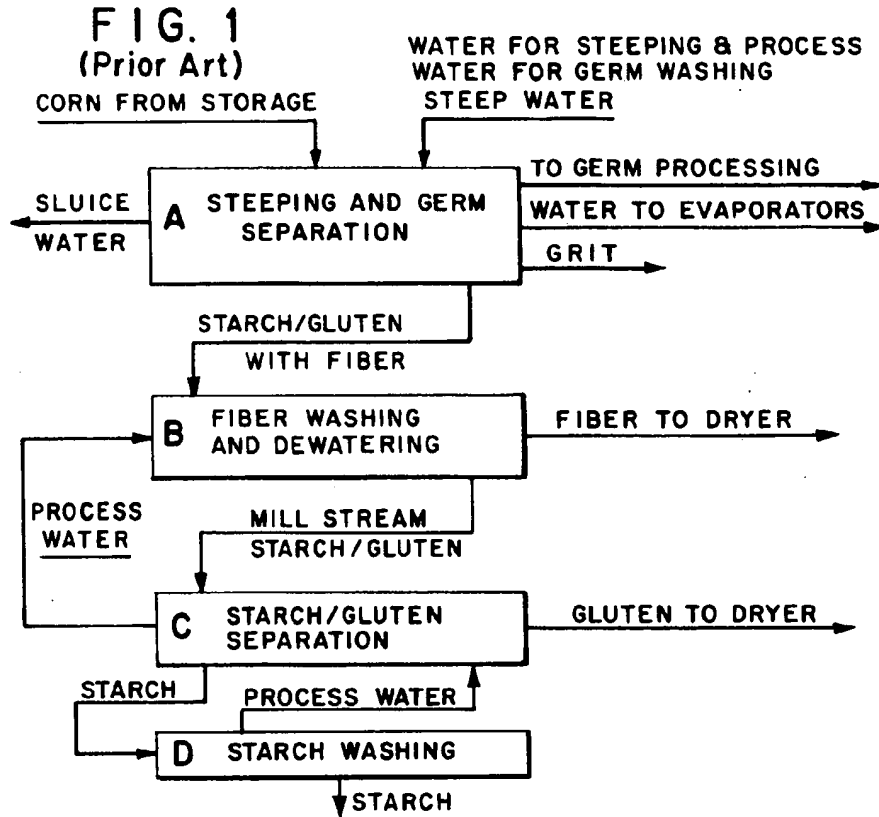 FIG. 1
(Prior Art)
WATER FOR STEEPING & PROCESS
WATER FOR GERM WASHING
STEEP WATER
CORN FROM STORAGE
SLUICE
WATER
A STEEPING AND GERM
SEPARATION
TO GERM PROCESSING
WATER TO EVAPORATORS
GRIT
STARCH/GLUTEN
WITH FIBER
B FIBER WASHING
AND DEWATERING
FIBER TO DRYER
PROCESS
WATER
MILL STREAM
STARCH/GLUTEN
C STARCH/GLUTEN
SEPARATION
GLUTEN TO DRYER
STARCH
PROCESS WATER
D STARCH WASHING
STARCH